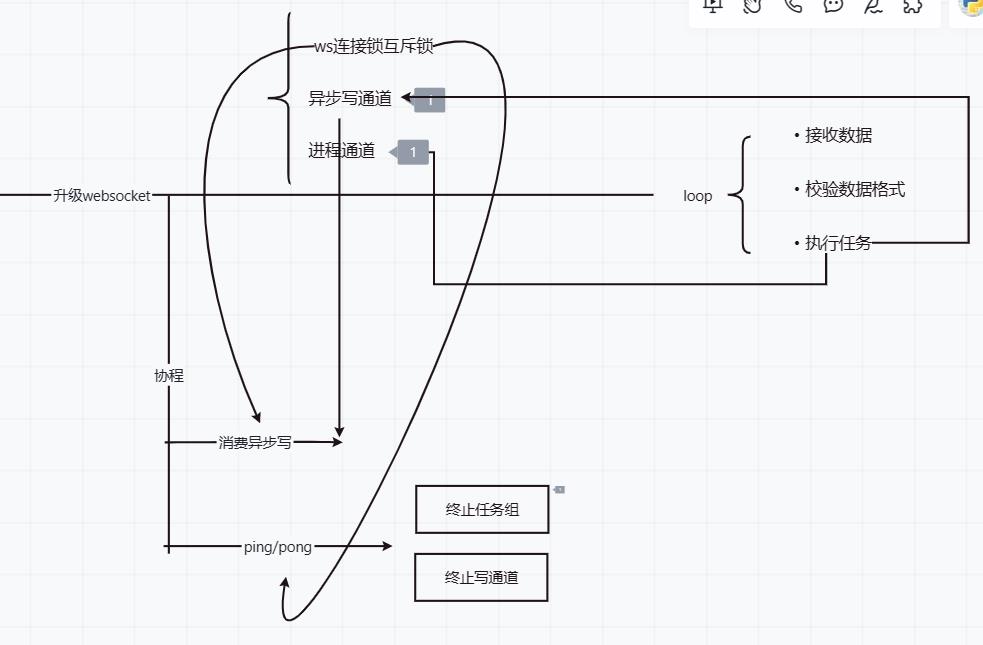 ws连接锁互斥锁
异步写通道
1
进程通道
1
升级websocket
loop
• 接收数据
• 校验数据格式
• 执行任务
协程
消费异步写
ping/pong
终止任务组
终止写通道